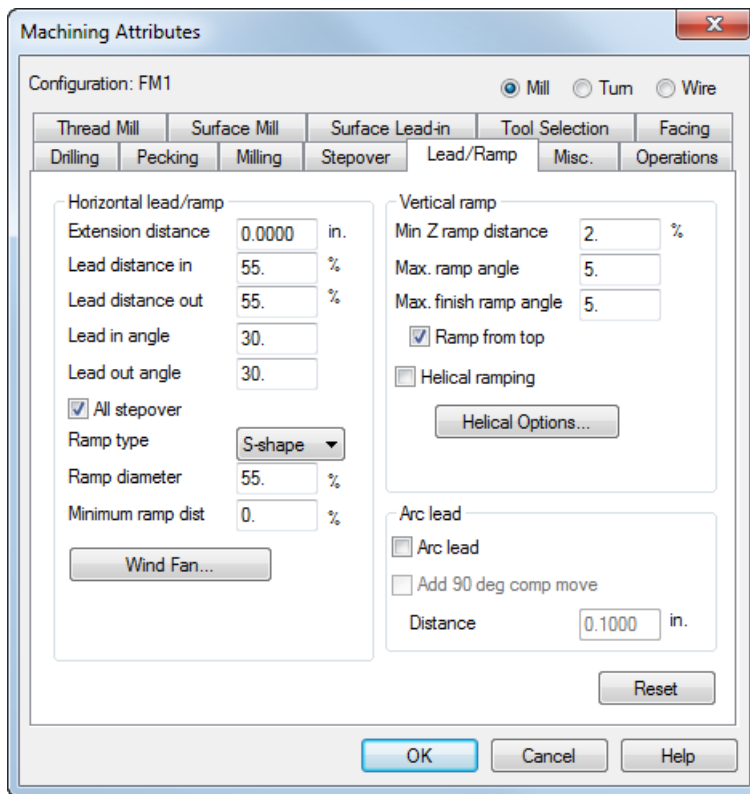 Machining Attributes
Configuration: FM1
Mill Turn Wire
Thread Mill Surface Mill Surface Lead-in Tool Selection Facing
Drilling Pecking Milling Stepover Lead/Ramp Misc. Operations
Horizontal lead/ramp
Extension distance 0.0000 in.
Lead distance in 55. %
Lead distance out 55. %
Lead in angle 30.
Lead out angle 30.
All stepover
Ramp type S-shape
Ramp diameter 55. %
Minimum ramp dist 0. %
Wind Fan...
Vertical ramp
Min Z ramp distance 2. %
Max. ramp angle 5.
Max. finish ramp angle 5.
Ramp from top
Helical ramping
Helical Options...
Arc lead
Arc lead
Add 90 deg comp move
Distance 0.1000 in.
Reset
OK Cancel Help